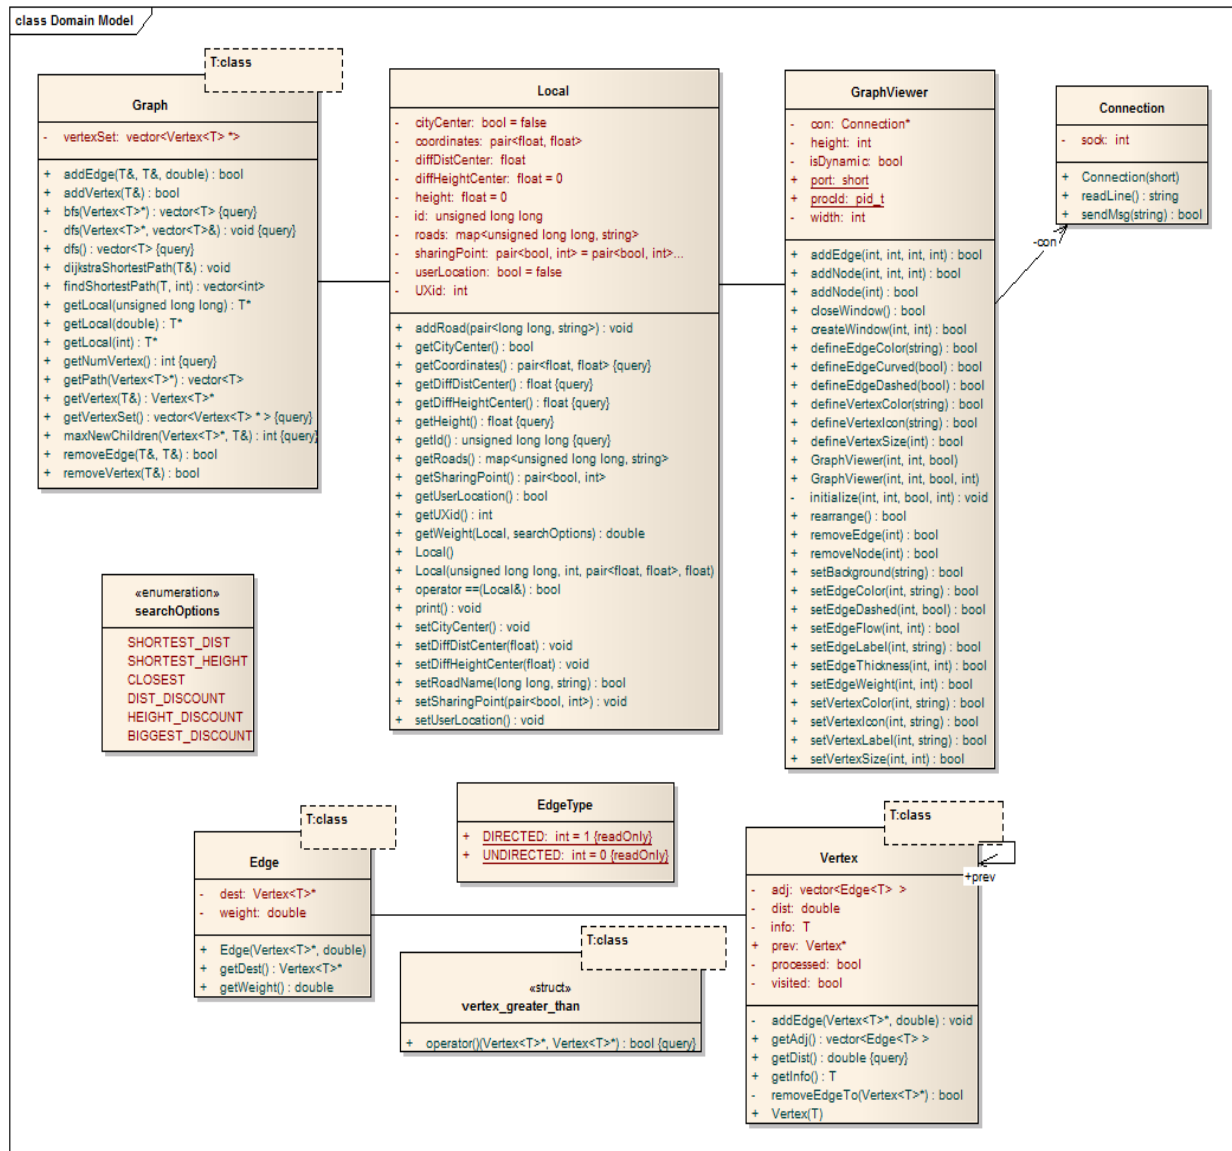 class Domain Model
T:class
Graph
- vertexSet: vector<Vertex<T> *>
+ addEdge(T&, T&, double) : bool
+ addVertex(T&) : bool
+ bfs(Vertex<T>*) : vector<T> {query}
- dfs(Vertex<T>*, vector<T>&) : void {query}
+ dfs() : vector<T> {query}
+ dijkstraShortestPath(T&) : void
+ findShortestPath(T, int) : vector<int>
+ getLocal(unsigned long long) : T*
+ getLocal(double) : T*
+ getLocal(int) : T*
+ getNumVertex() : int {query}
+ getPath(Vertex<T>*) : vector<T>
+ getVertex(T&) : Vertex<T>*
+ getVertexSet() : vector<Vertex<T> * > {query}
+ maxNewChildren(Vertex<T>*, T&) : int {query}
+ removeEdge(T&, T&) : bool
+ removeVertex(T&) : bool
Local
- cityCenter: bool = false
- coordinates: pair<float, float>
- diffDistCenter: float
- diffHeightCenter: float = 0
- height: float = 0
- id: unsigned long long
- roads: map<unsigned long long, string>
- sharingPoint: pair<bool, int> = pair<bool, int>...
- userLocation: bool = false
- UXid: int
+ addRoad(pair<long long, string>) : void
+ getCityCenter() : bool
+ getCoordinates() : pair<float, float> {query}
+ getDiffDistCenter() : float {query}
+ getDiffHeightCenter() : float {query}
+ getHeight() : float {query}
+ getId() : unsigned long long {query}
+ getRoads() : map<unsigned long long, string>
+ getSharingPoint() : pair<bool, int>
+ getUserLocation() : bool
+ getUXid() : int
+ getWeight(Local, searchOptions) : double
+ Local()
+ Local(unsigned long long, int, pair<float, float>, float)
+ operator ==(Local&) : bool
+ print() : void
+ setCityCenter() : void
+ setDiffDistCenter(float) : void
+ setDiffHeightCenter(float) : void
+ setRoadName(long long, string) : bool
+ setSharingPoint(pair<bool, int>) : void
+ setUserLocation() : void
GraphViewer
- con: Connection*
- height: int
- isDynamic: bool
+ port: short
+ procId: pid_t
- width: int
+ addEdge(int, int, int, int) : bool
+ addNode(int, int, int) : bool
+ addNode(int) : bool
+ closeWindow() : bool
+ createWindow(int, int) : bool
+ defineEdgeColor(string) : bool
+ defineEdgeCurved(bool) : bool
+ defineEdgeDashed(bool) : bool
+ defineVertexColor(string) : bool
+ defineVertexIcon(string) : bool
+ defineVertexSize(int) : bool
+ GraphViewer(int, int, bool)
+ GraphViewer(int, int, bool, int)
- initialize(int, int, bool, int) : void
+ rearrange() : bool
+ removeEdge(int) : bool
+ removeNode(int) : bool
+ setBackground(string) : bool
+ setEdgeColor(int, string) : bool
+ setEdgeDashed(int, bool) : bool
+ setEdgeFlow(int, int) : bool
+ setEdgeLabel(int, string) : bool
+ setEdgeThickness(int, int) : bool
+ setEdgeWeight(int, int) : bool
+ setVertexColor(int, string) : bool
+ setVertexIcon(int, string) : bool
+ setVertexLabel(int, string) : bool
+ setVertexSize(int, int) : bool
Connection
- sock: int
+ Connection(short)
+ readLine() : string
+ sendMsg(string) : bool
-con
«enumeration»
searchOptions
SHORTEST_DIST
SHORTEST_HEIGHT
CLOSEST
DIST_DISCOUNT
HEIGHT_DISCOUNT
BIGGEST_DISCOUNT
EdgeType
+ DIRECTED: int = 1 {readOnly}
+ UNDIRECTED: int = 0 {readOnly}
T:class
Edge
- dest: Vertex<T>*
- weight: double
+ Edge(Vertex<T>*, double)
+ getDest() : Vertex<T>*
+ getWeight() : double
T:class
«struct»
vertex_greater_than
+ operator()(Vertex<T>*, Vertex<T>*) : bool {query}
T:class
Vertex
+prev
- adj: vector<Edge<T> >
- dist: double
- info: T
+ prev: Vertex*
- processed: bool
- visited: bool
- addEdge(Vertex<T>*, double) : void
+ getAdj() : vector<Edge<T> >
+ getDist() : double {query}
+ getInfo() : T
- removeEdgeTo(Vertex<T>*) : bool
+ Vertex(T)